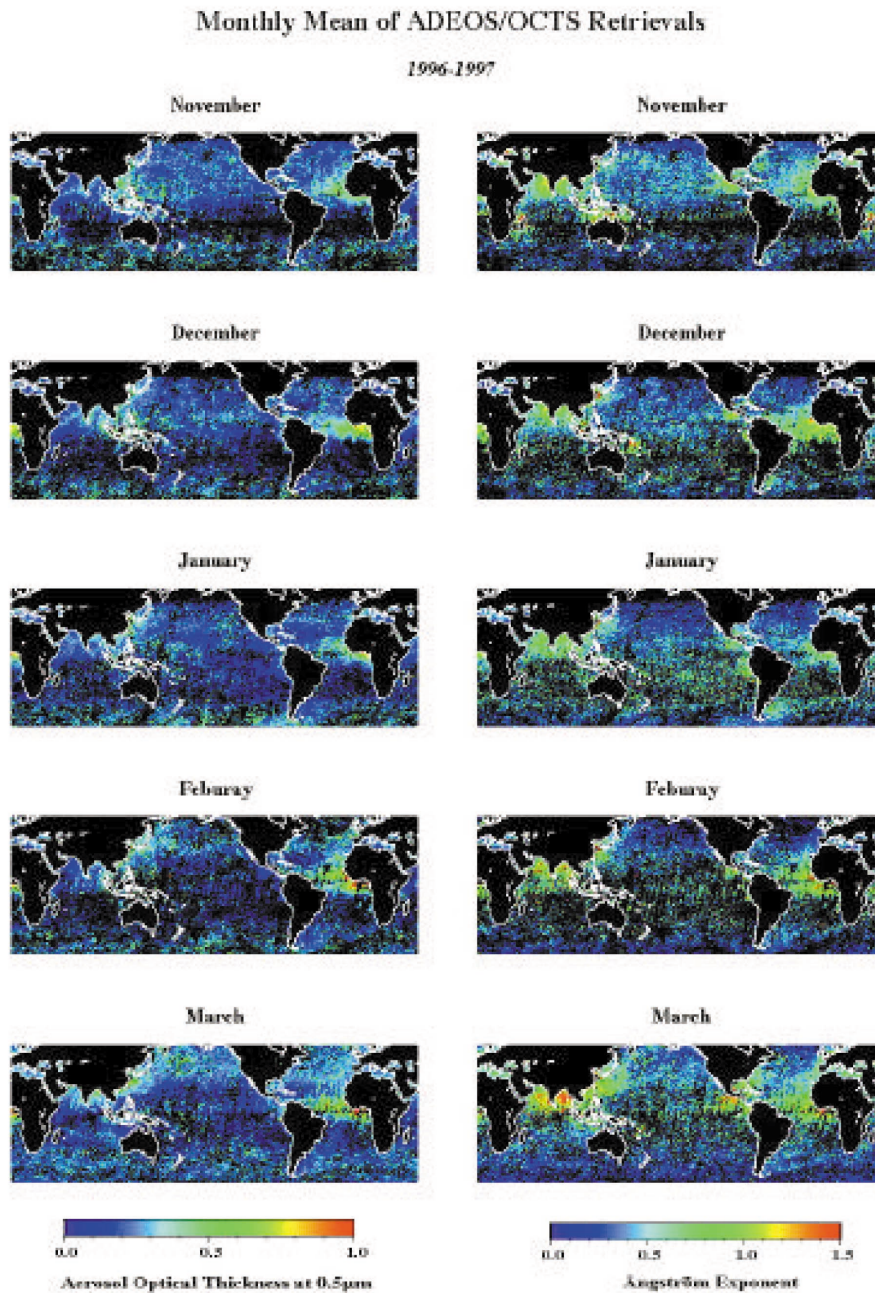 Monthly Mean of ADEOS/OCTS Retrievals
1996-1997
November November
December December
January January
Feburay Feburay
March March
0.0 0.5 1.0 0.0 0.5 1.0 1.5
Aerosol Optical Thickness at 0.5μm Ångström Exponent